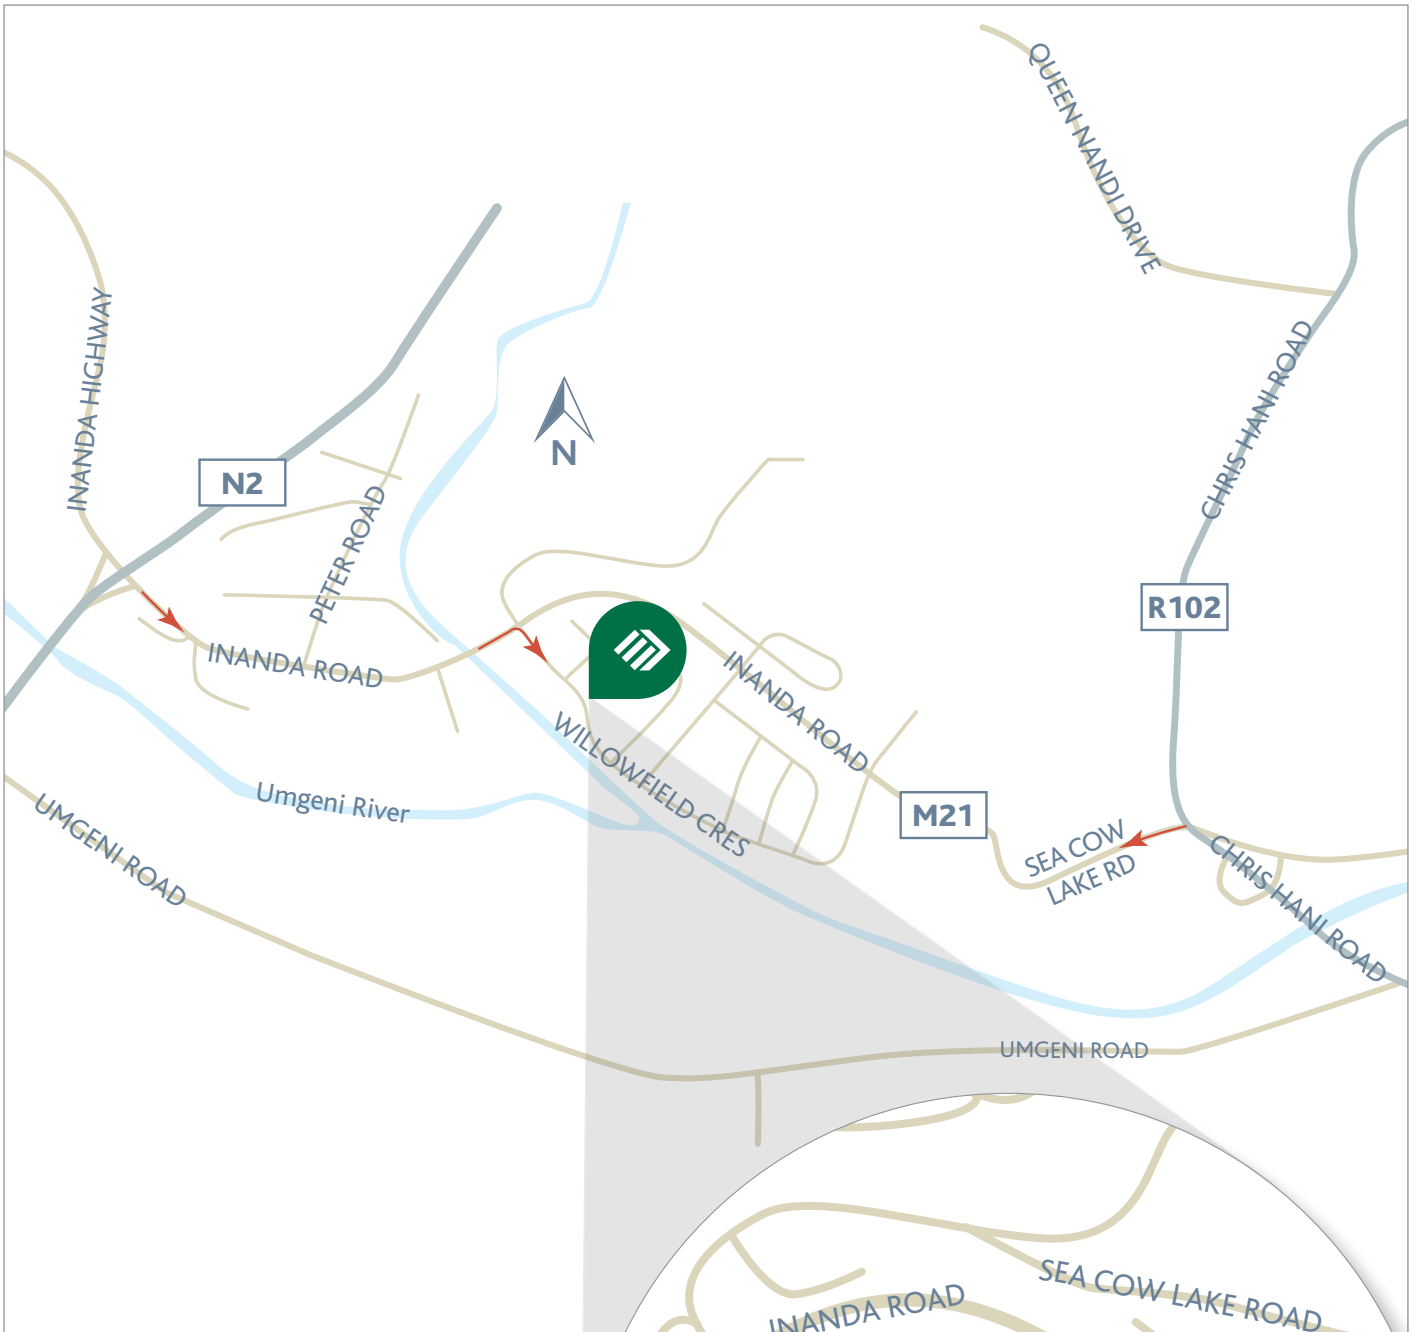 QUEEN NANDI DRIVE
INANDA HIGHWAY
CHRIS HANI ROAD
N
N2
PETER ROAD
R102
INANDA ROAD
INANDA ROAD
WILLOWFIELD CRES
Umgeni River
M21
UMGENI ROAD
SEA COW
LAKE RD
CHRIS HANI ROAD
UMGENI ROAD
SEA COW LAKE ROAD
INANDA ROAD